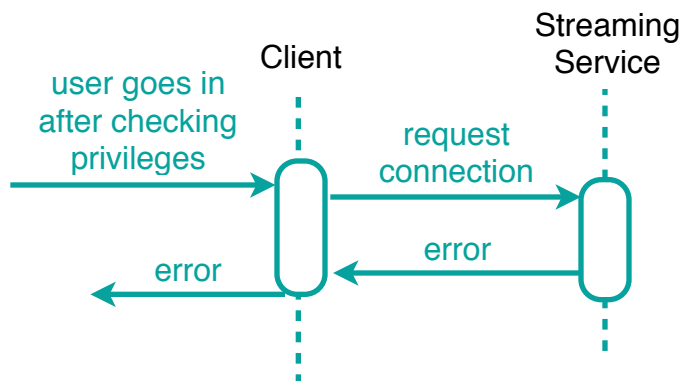 Streaming
Service
Client
user goes in
after checking
privileges
request
connection
error
error